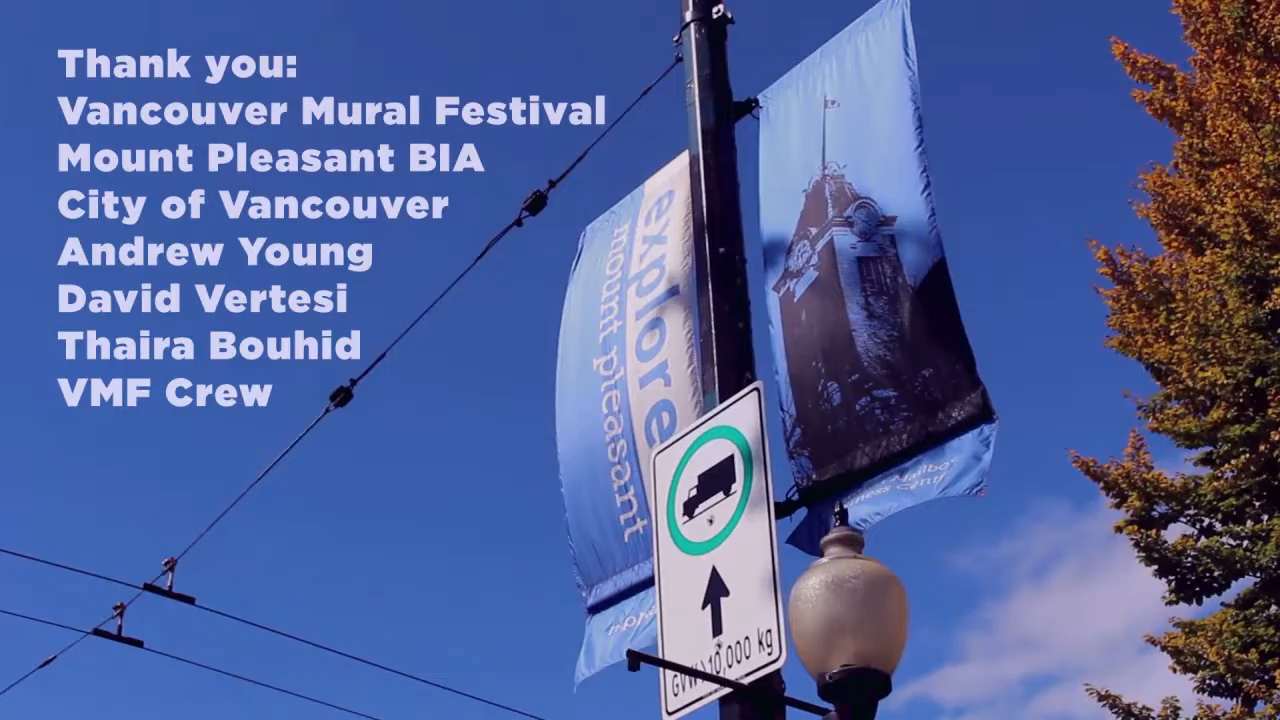 Thank you:
Vancouver Mural Festival
Mount Pleasant BIA
City of Vancouver
Andrew Young
David Vertesi
Thaira Bouhid
VMF Crew
explore
mount pleasant
GVW>10,000 kg